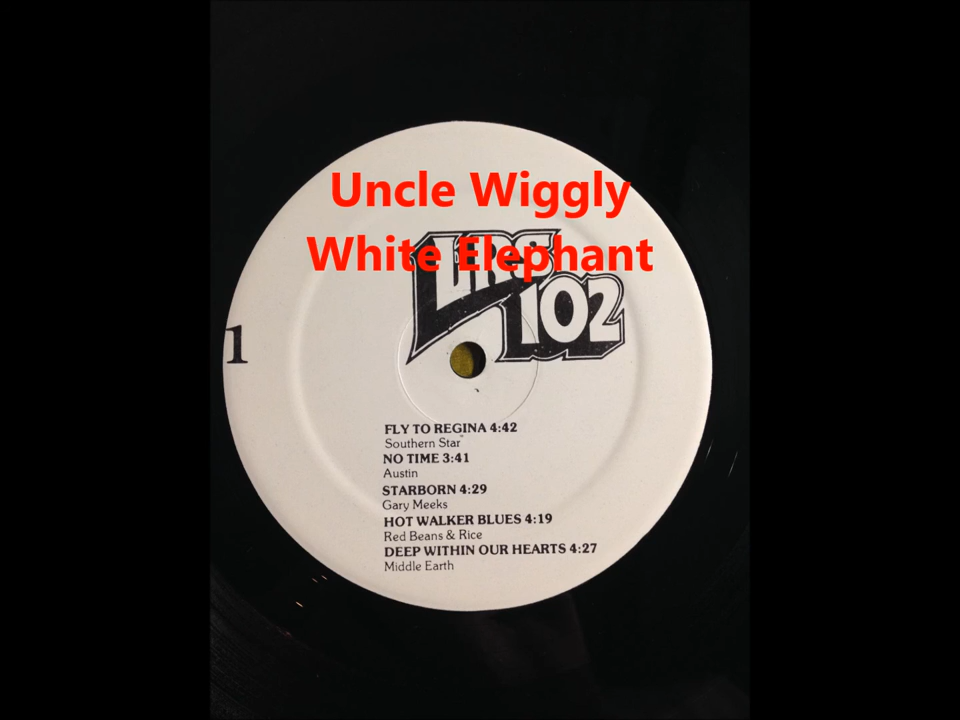 Uncle Wiggly
White Elephant
LRS
102
1
FLY TO REGINA 4:42
Southern Star
NO TIME 3:41
Austin
STARBORN 4:29
Gary Meeks
HOT WALKER BLUES 4:19
Red Beans & Rice
DEEP WITHIN OUR HEARTS 4:27
Middle Earth